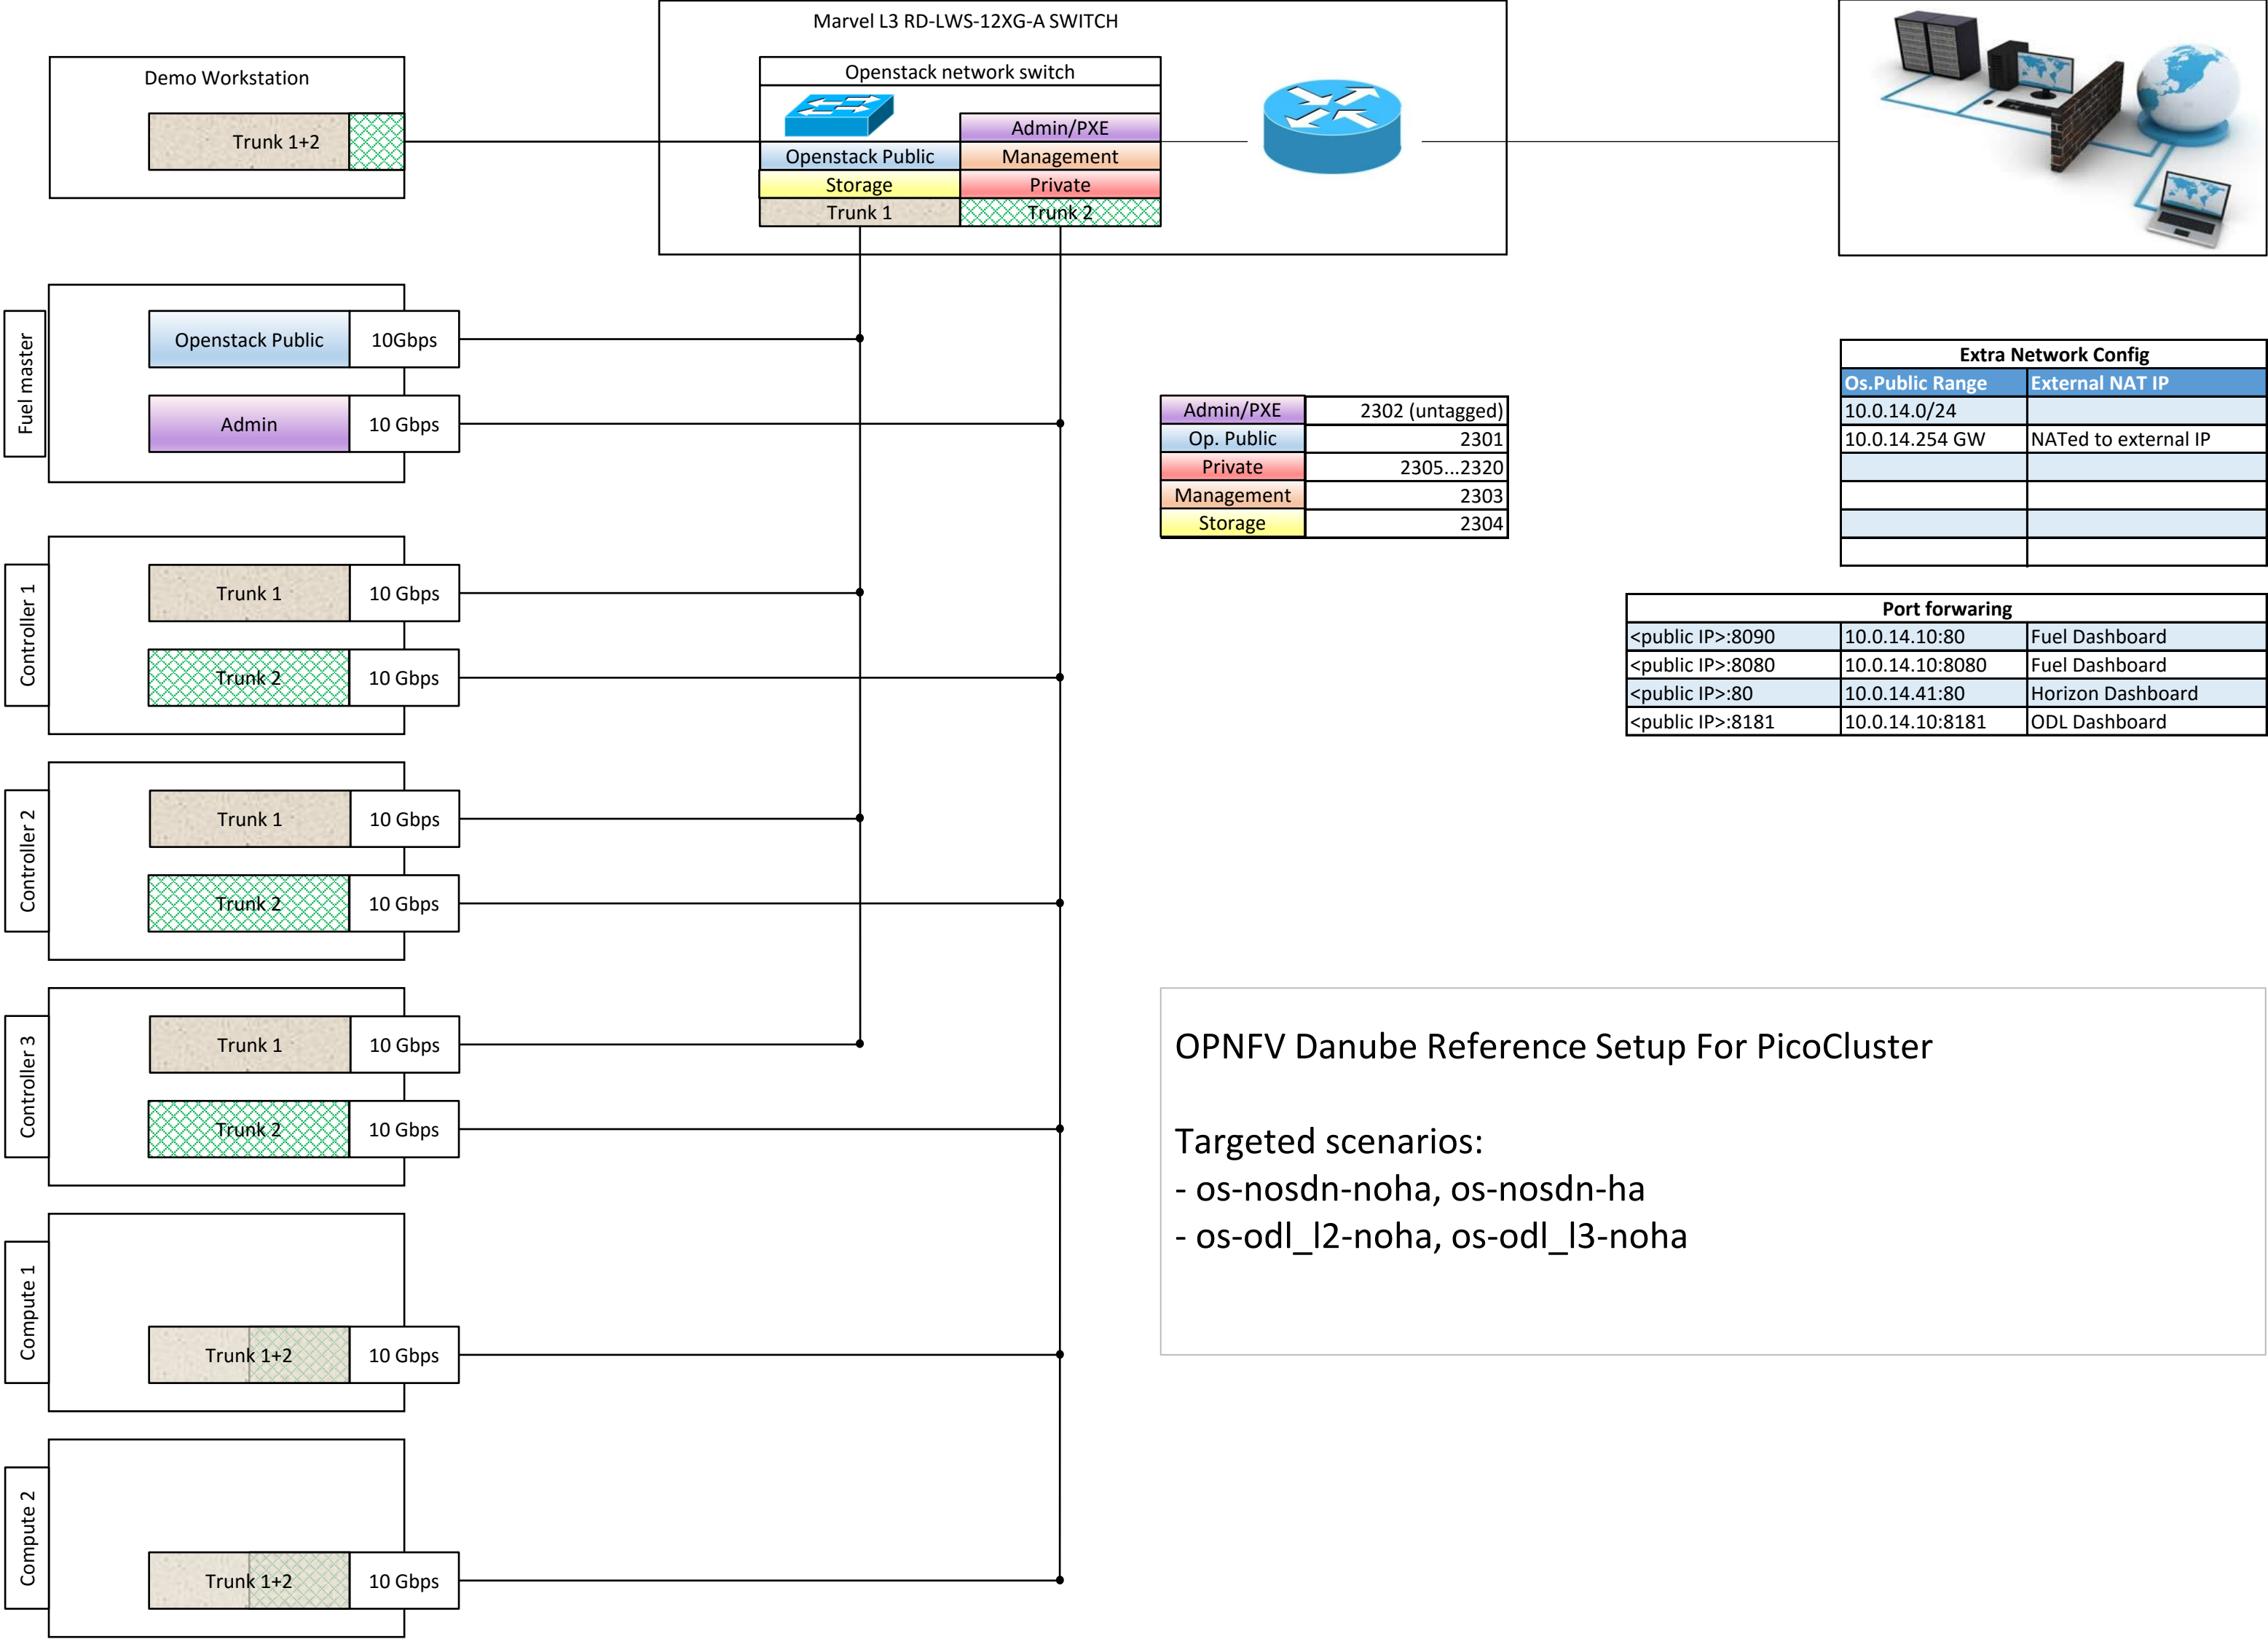 Marvel L3 RD-LWS-12XG-A SWITCH
Demo Workstation
Trunk 1+2
Openstack network switch
Admin/PXE
Openstack Public
Management
Storage
Private
Trunk 1
Trunk 2
Fuel master
Openstack Public
10Gbps
Admin
10 Gbps
Controller 1
Trunk 1
10 Gbps
Trunk 2
10 Gbps
Controller 2
Trunk 1
10 Gbps
Trunk 2
10 Gbps
Controller 3
Trunk 1
10 Gbps
Trunk 2
10 Gbps
Compute 1
Trunk 1+2
10 Gbps
Compute 2
Trunk 1+2
10 Gbps
Admin/PXE 2302 (untagged)
Op. Public 2301
Private 2305...2320
Management 2303
Storage 2304
Extra Network Config
Os.Public Range External NAT IP
10.0.14.0/24
10.0.14.254 GW NATed to external IP
Port forwaring
<public IP>:8090 10.0.14.10:80 Fuel Dashboard
<public IP>:8080 10.0.14.10:8080 Fuel Dashboard
<public IP>:80 10.0.14.41:80 Horizon Dashboard
<public IP>:8181 10.0.14.10:8181 ODL Dashboard
OPNFV Danube Reference Setup For PicoCluster
Targeted scenarios:
- os-nosdn-noha, os-nosdn-ha
- os-odl_l2-noha, os-odl_l3-noha